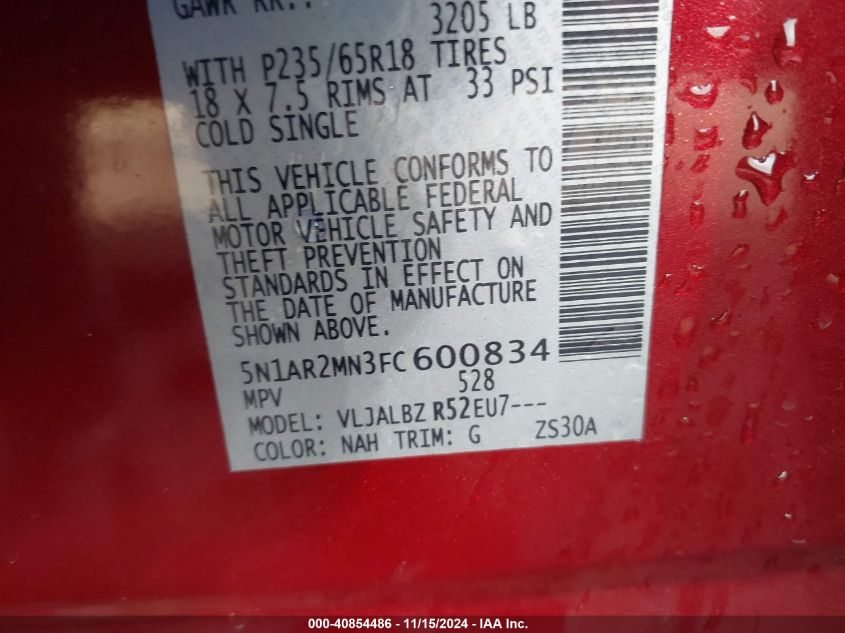 GAWR RR.:
3205 LB
WITH P235/65R18 TIRES
18 X 7.5 RIMS AT 33 PSI
COLD SINGLE
THIS VEHICLE CONFORMS TO
ALL APPLICABLE FEDERAL
MOTOR VEHICLE SAFETY AND
THEFT PREVENTION
STANDARDS IN EFFECT ON
THE DATE OF MANUFACTURE
SHOWN ABOVE.
5N1AR2MN3FC600834
MPV 528
MODEL: VLJALBZ R52EU7---
COLOR: NAH TRIM: G ZS30A
000-40854486 - 11/15/2024 - IAA Inc.